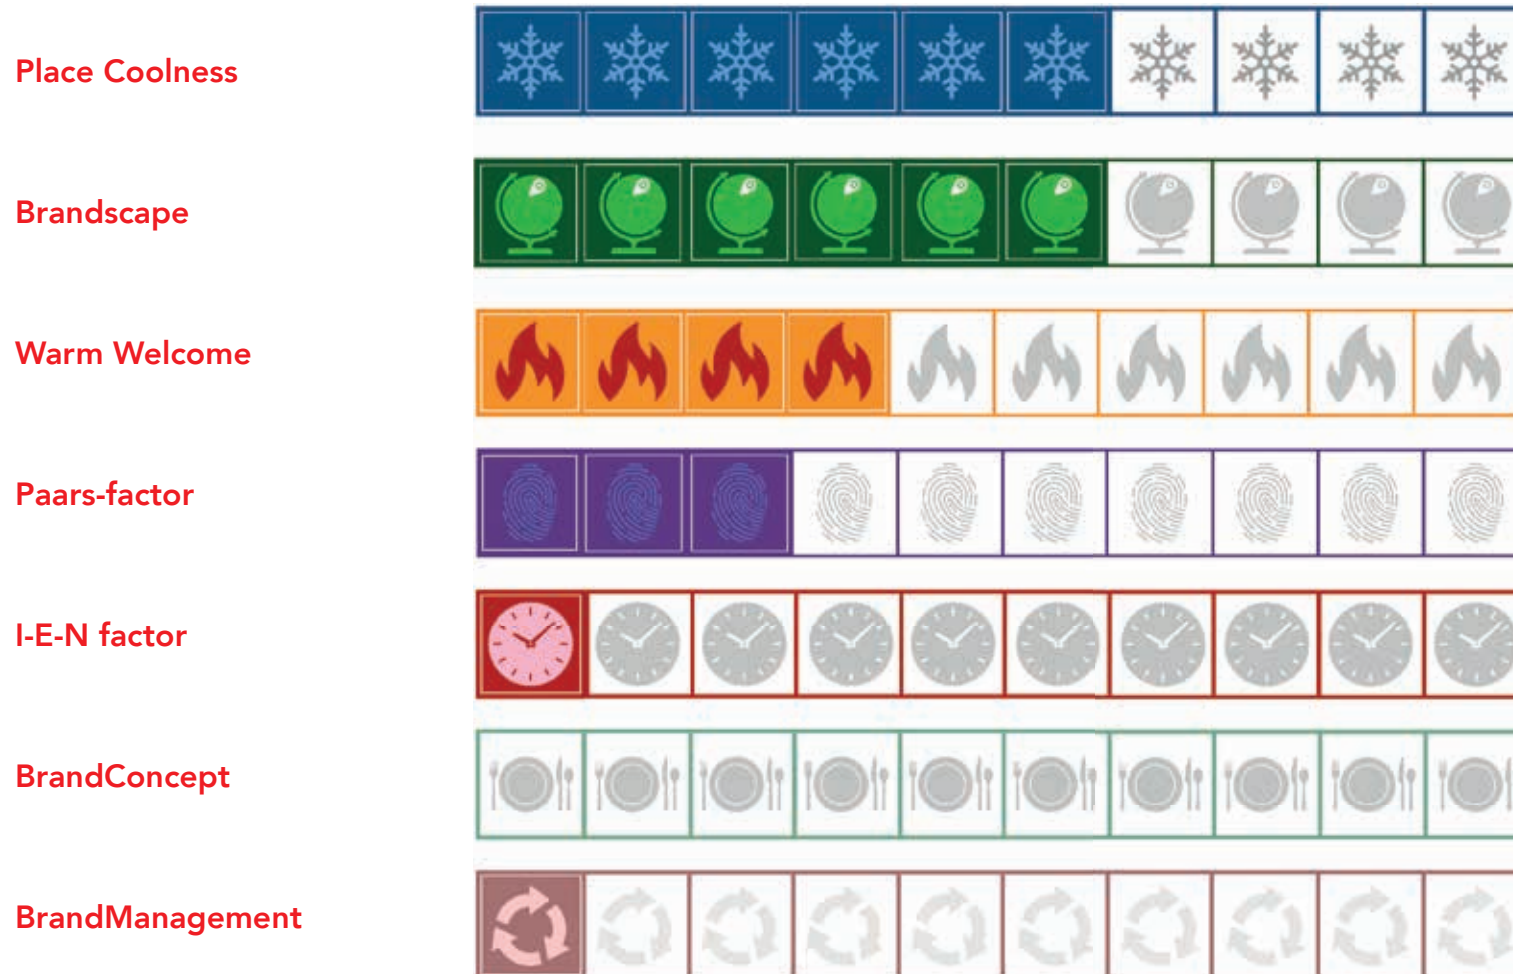 Place Coolness
Brandscape
Warm Welcome
Paars-factor
I-E-N factor
BrandConcept
BrandManagement